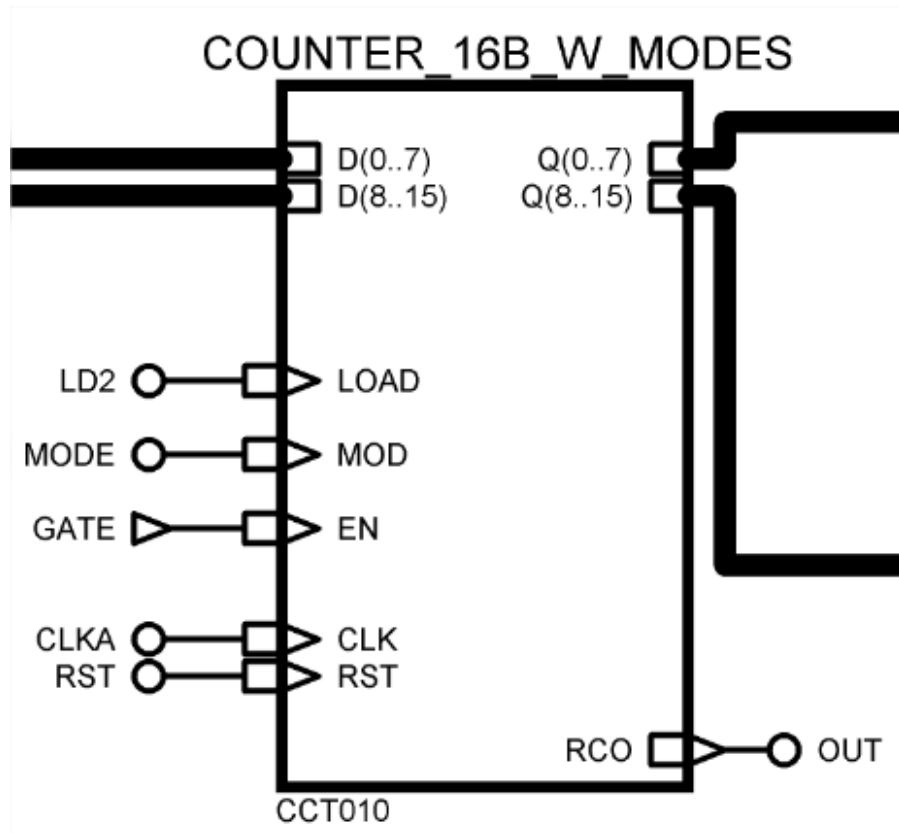 COUNTER_16B_W_MODES
D(0..7) Q(0..7)
D(8..15) Q(8..15)
LD2 LOAD
MODE MOD
GATE EN
CLKA CLK
RST RST
RCO OUT
CCT010